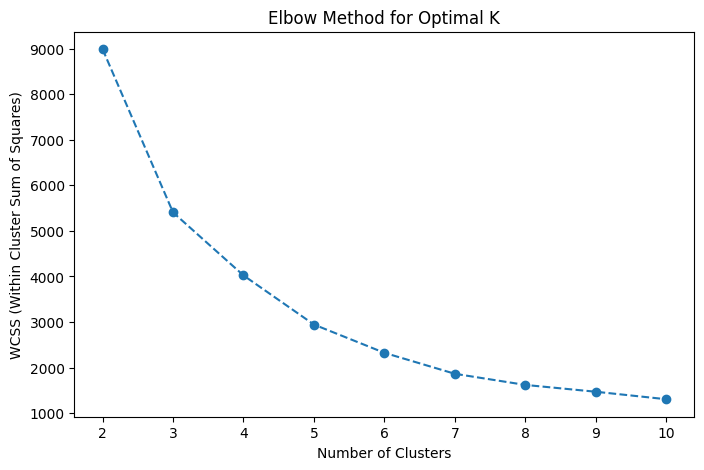 Elbow Method for Optimal K
WCSS (Within Cluster Sum of Squares)
9000
8000
7000
6000
5000
4000
3000
2000
1000
2 3 4 5 6 7 8 9 10
Number of Clusters